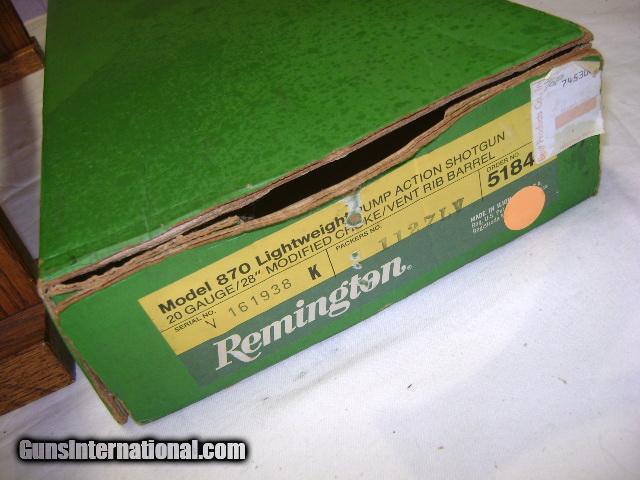 Model 870 Lightweight PUMP ACTION SHOTGUN
20 GAUGE/28" MODIFIED CHOKE/VENT RIB BARREL
ORDER NO.
5184
SERIAL NO.
V 161938 K
PACKERS NO.
Remington®
MADE IN
74530
GunsInternational.com